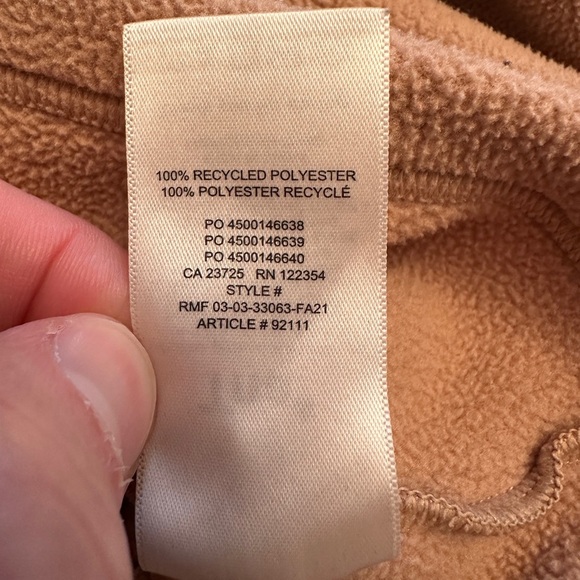 100% RECYCLED POLYESTER
100% POLYESTER RECYCLÉ
PO 4500146638
PO 4500146639
PO 4500146640
CA 23725 RN 122354
STYLE #
RMF 03-03-33063-FA21
ARTICLE # 92111